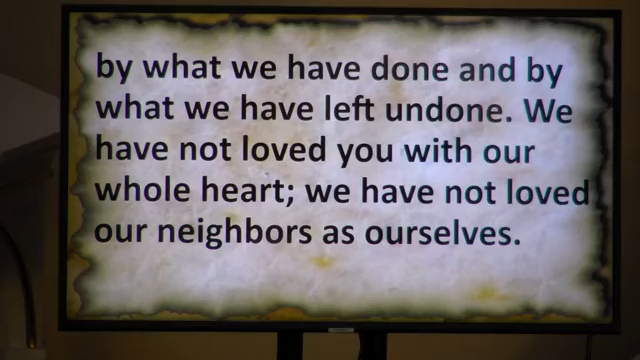 by what we have done and by
what we have left undone. We
have not loved you with our
whole heart; we have not loved
our neighbors as ourselves.